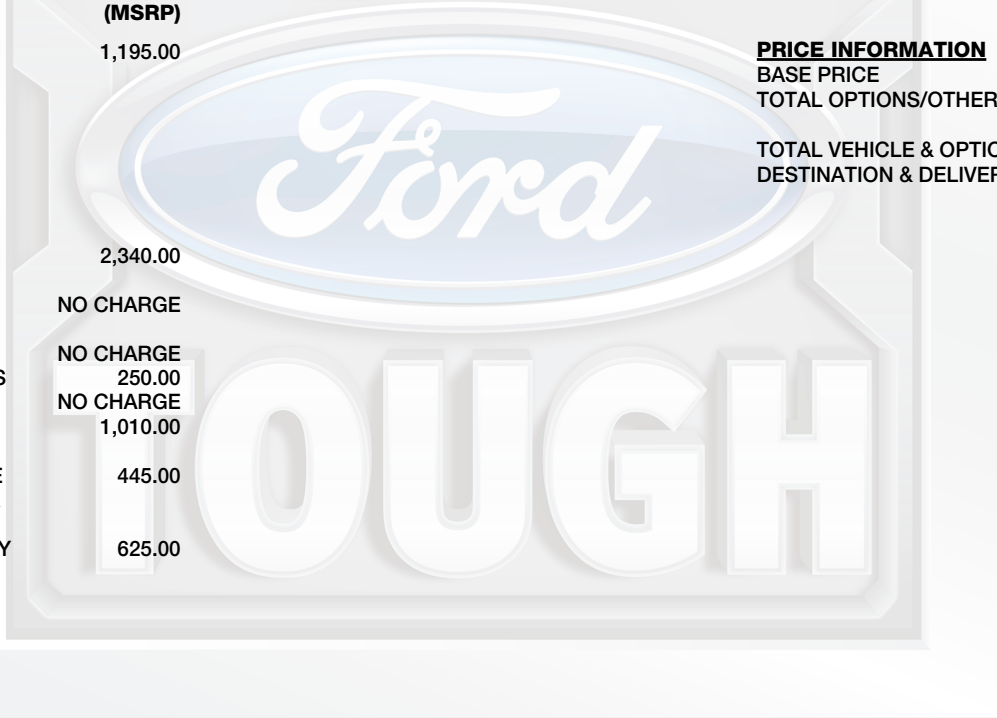 (MSRP)
1,195.00
2,340.00
NO CHARGE
NO CHARGE
S 250.00
NO CHARGE
1,010.00
E 445.00
Y 625.00
PRICE INFORMATION
BASE PRICE
TOTAL OPTIONS/OTHER
TOTAL VEHICLE & OPTIO
DESTINATION & DELIVER
Ford
TOUGH